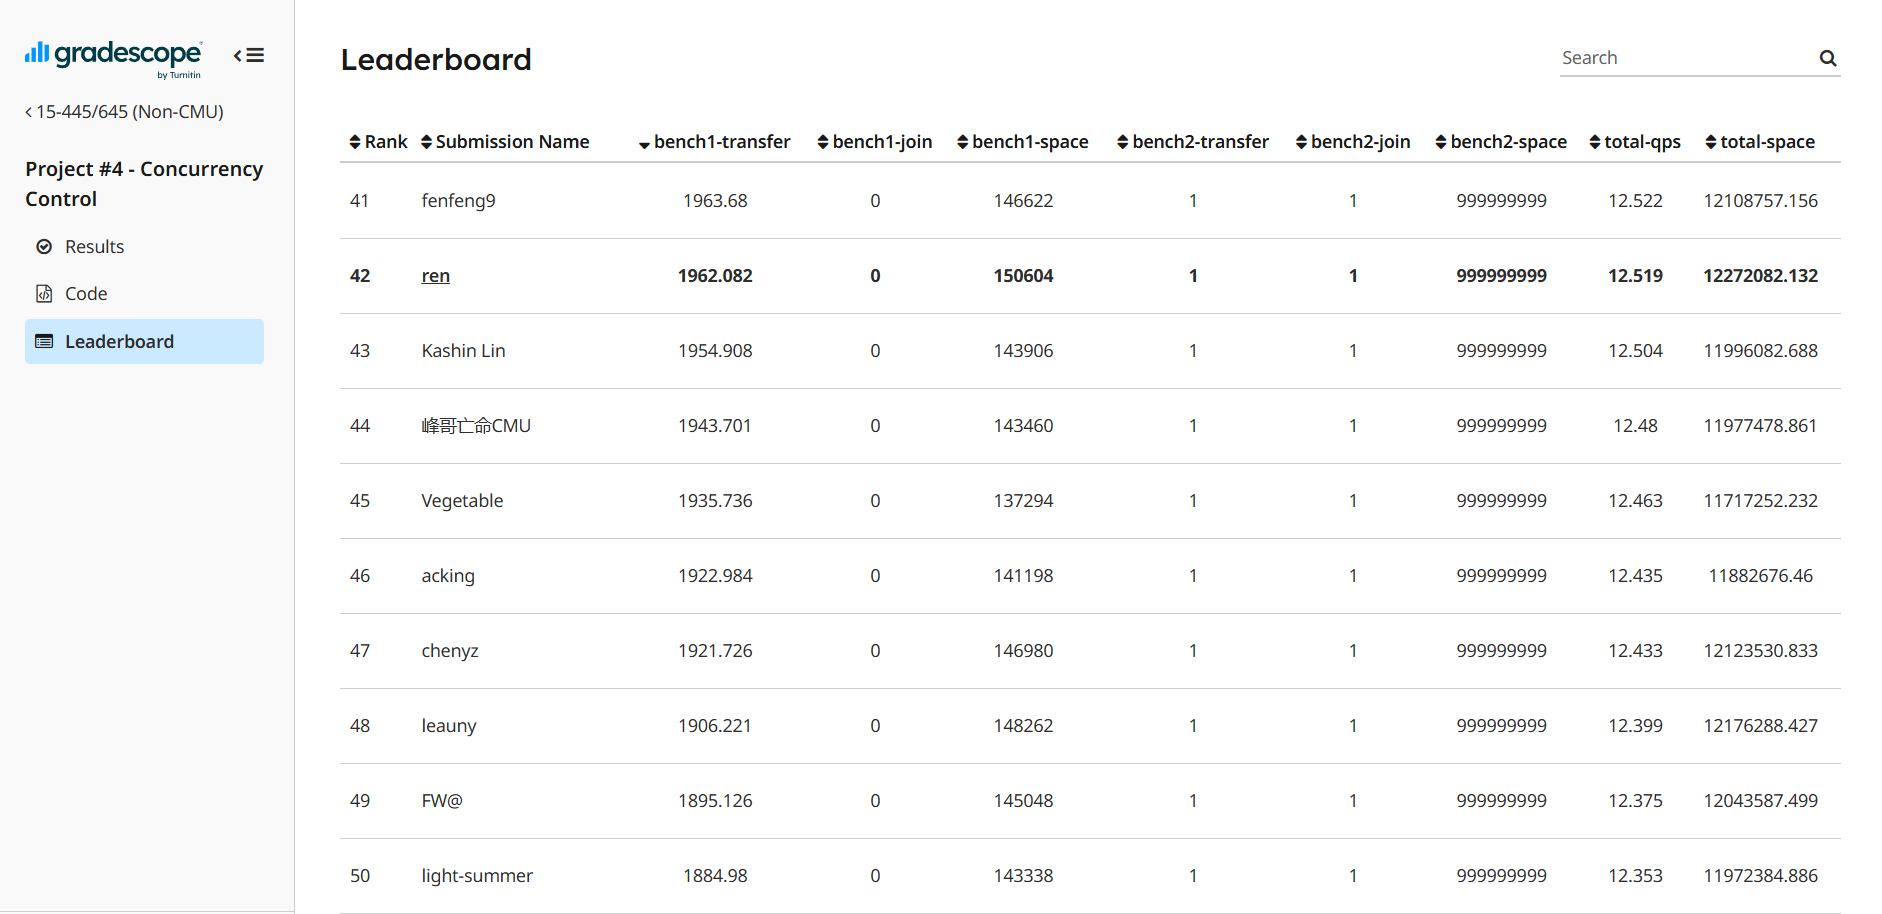 gradescope
by Turnitin
15-445/645 (Non-CMU)
Project #4 - Concurrency
Control
Results
Code
Leaderboard
Leaderboard
Search
Rank Submission Name bench1-transfer bench1-join bench1-space bench2-transfer bench2-join bench2-space total-qps total-space
41 fenfeng9 1963.68 0 146622 1 1 999999999 12.522 12108757.156
42 ren 1962.082 0 150604 1 1 999999999 12.519 12272082.132
43 Kashin Lin 1954.908 0 143906 1 1 999999999 12.504 11996082.688
44 峰哥亡命CMU 1943.701 0 143460 1 1 999999999 12.48 11977478.861
45 Vegetable 1935.736 0 137294 1 1 999999999 12.463 11717252.232
46 acking 1922.984 0 141198 1 1 999999999 12.435 11882676.46
47 chenyz 1921.726 0 146980 1 1 999999999 12.433 12123530.833
48 leauny 1906.221 0 148262 1 1 999999999 12.399 12176288.427
49 FW@ 1895.126 0 145048 1 1 999999999 12.375 12043587.499
50 light-summer 1884.98 0 143338 1 1 999999999 12.353 11972384.886